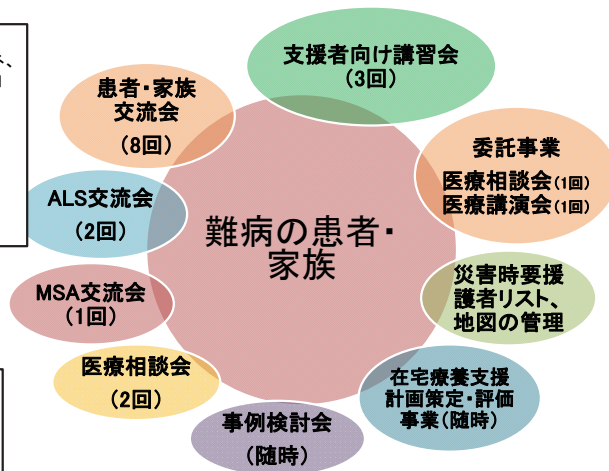 支援者向け講習会
(3回)
患者・家族
交流会
(8回)
委託事業
医療相談会(1回)
医療講演会(1回)
ALS交流会
(2回)
難病の患者・
家族
災害時要援
護者リスト、
地図の管理
MSA交流会
(1回)
医療相談会
(2回)
在宅療養支援
計画策定・評価
事業(随時)
事例検討会
(随時)